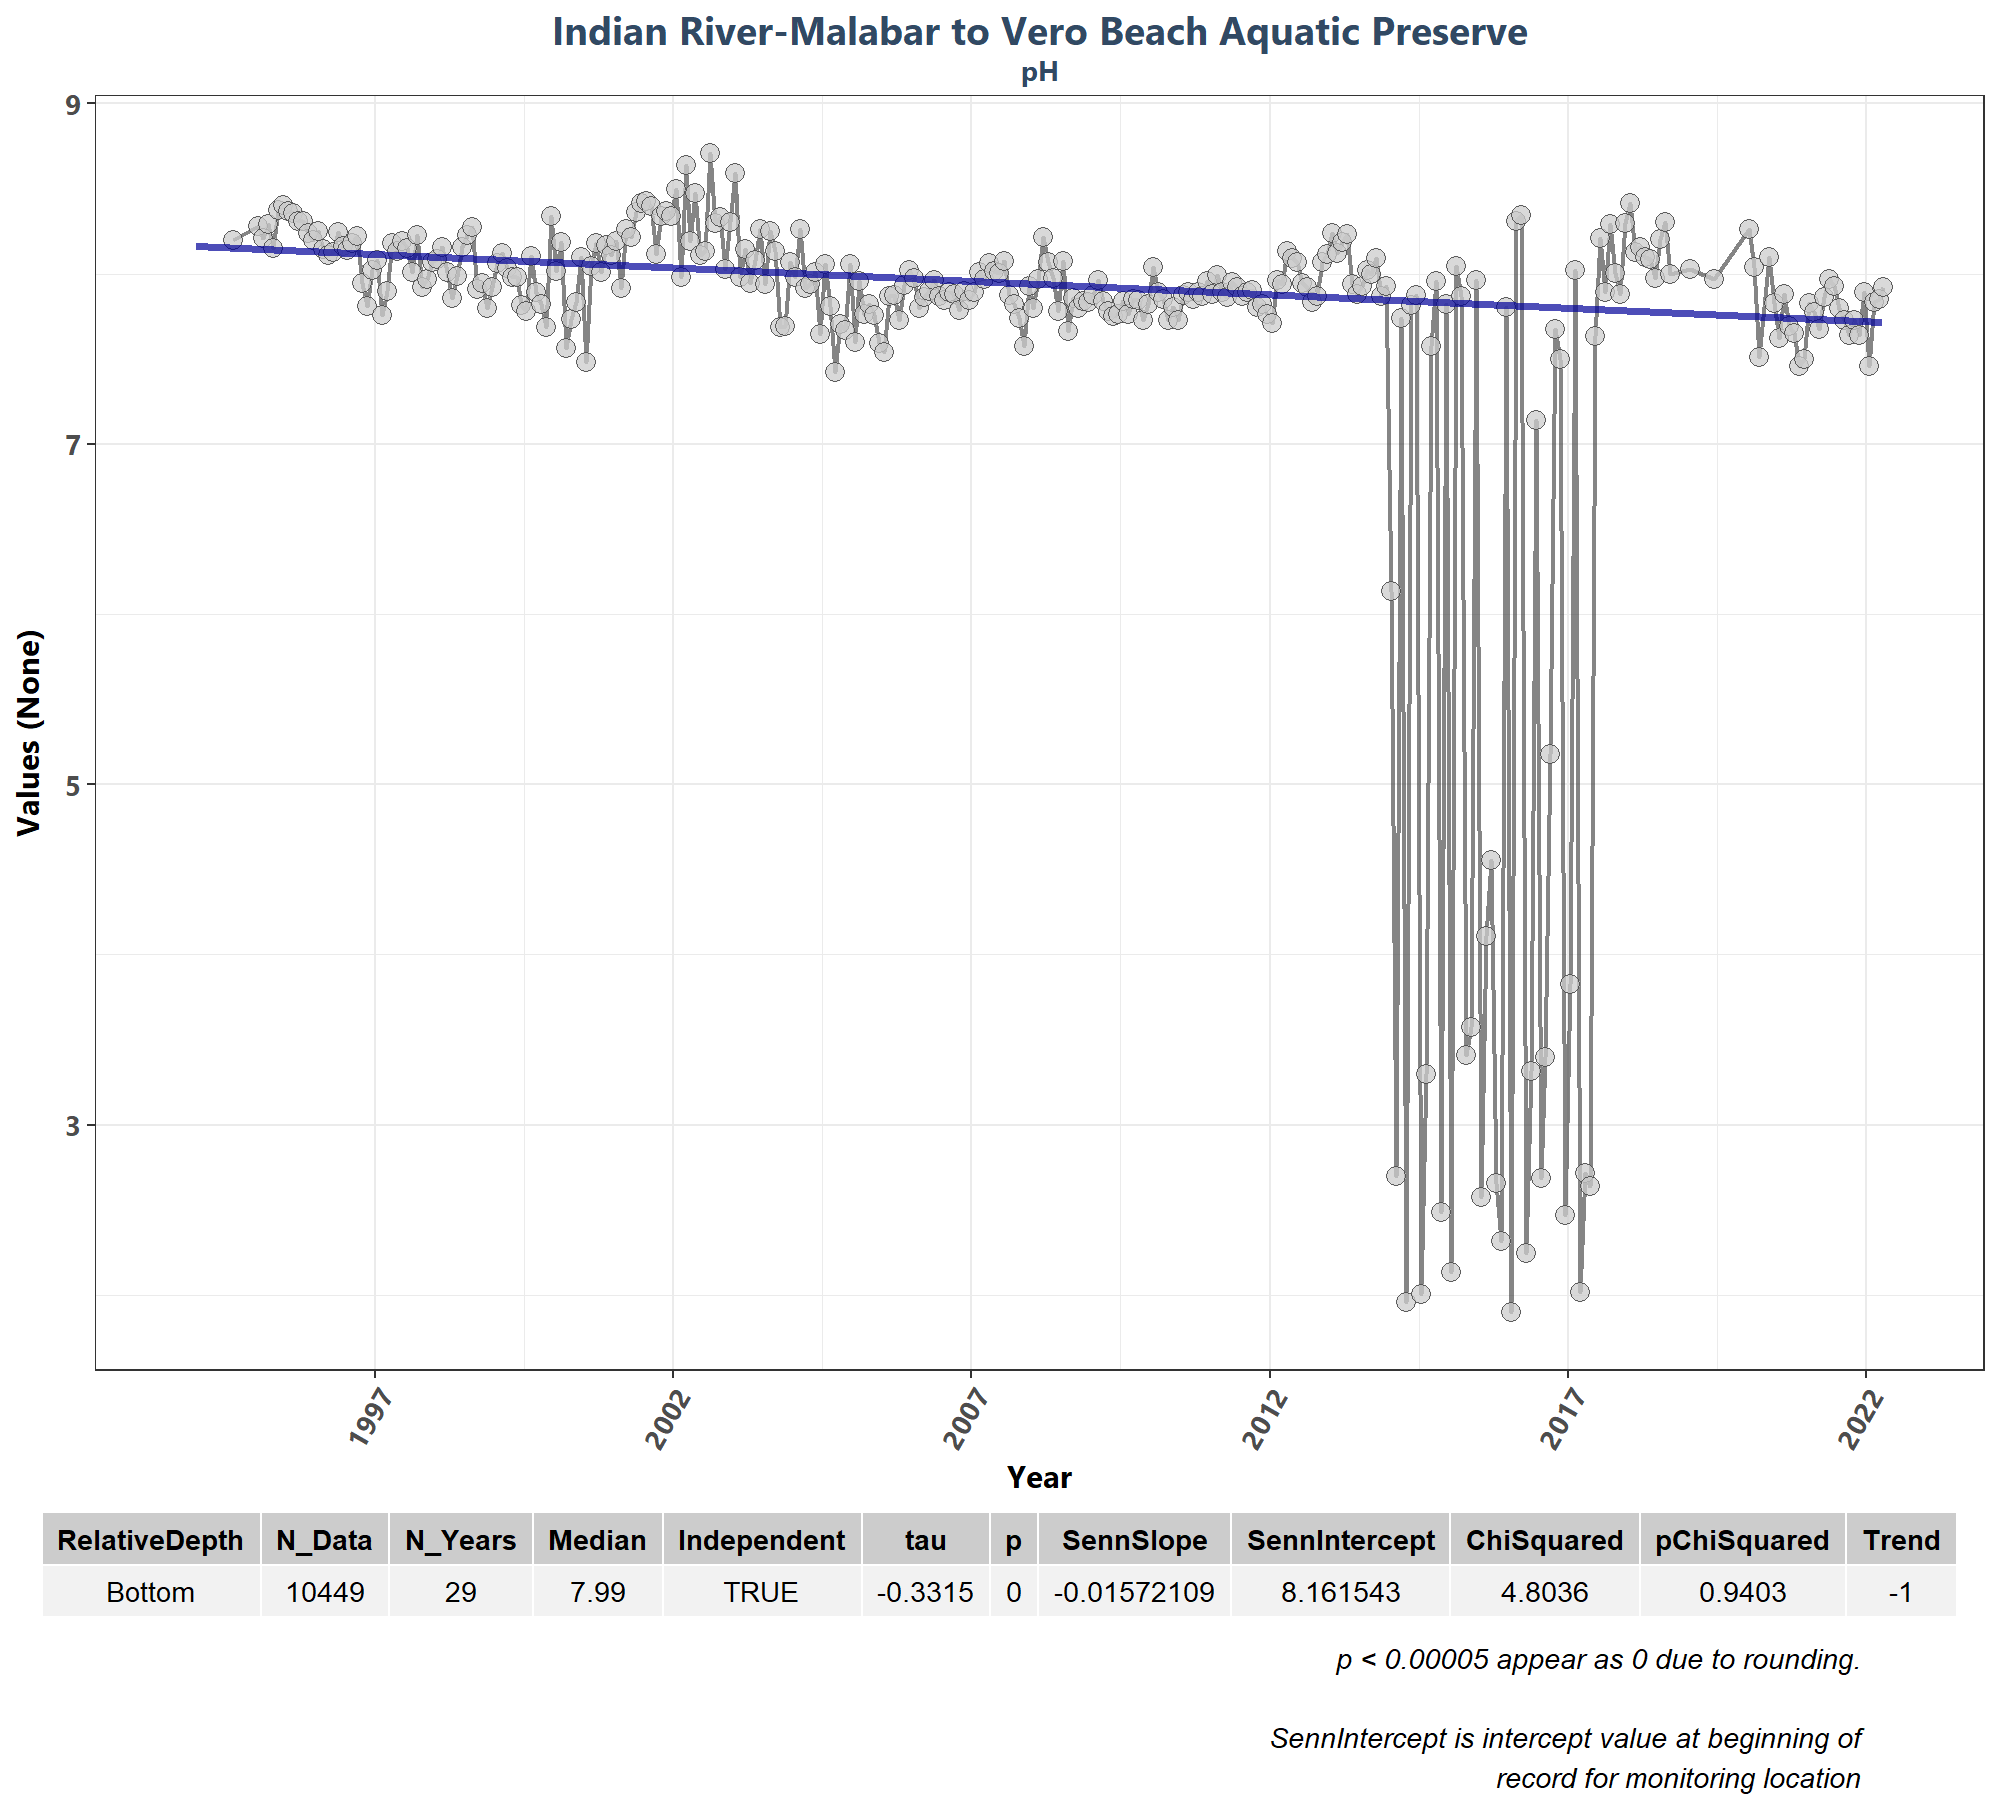 Indian River-Malabar to Vero Beach Aquatic Preserve
pH
9
7
5
3
Values (None)
1997 2002 2007 2012 2017 2022
Year
RelativeDepth N_Data N_Years Median Independent tau p SennSlope SennIntercept ChiSquared pChiSquared Trend
Bottom 10449 29 7.99 TRUE -0.3315 0 -0.01572109 8.161543 4.8036 0.9403 -1
p < 0.00005 appear as 0 due to rounding.
SennIntercept is intercept value at beginning of
record for monitoring location